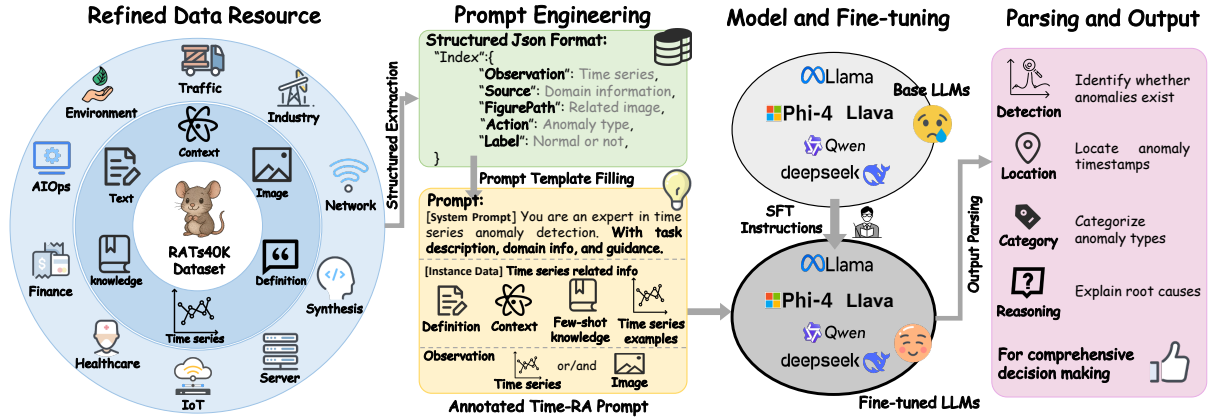 Refined Data Resource
Traffic
Environment
Industry
Context
AIOps
Text
Image
Network
RATs40K
Dataset
knowledge
Definition
Finance
Synthesis
Time series
Healthcare
Server
IoT
Structured Extraction
Prompt Engineering
Structured Json Format:
"Index":{
"Observation": Time series,
"Source": Domain information,
"FigurePath": Related image,
"Action": Anomaly type,
"Label": Normal or not,
}
Prompt Template Filling
Prompt:
[System Prompt] You are an expert in time
series anomaly detection. With task
description, domain info, and guidance.
[Instance Data] Time series related info
Definition
Context
Few-shot
knowledge
Time series
examples
Observation
or/and
Time series
Image
Annotated Time-RA Prompt
Model and Fine-tuning
Llama
Base LLMs
Phi-4 Llava
Qwen
deepseek
SFT
Instructions
Llama
Phi-4 Llava
Qwen
deepseek
Fine-tuned LLMs
Output Parsing
Parsing and Output
Detection
Identify whether
anomalies exist
Location
Locate anomaly
timestamps
Category
Categorize
anomaly types
Reasoning
Explain root causes
For comprehensive
decision making